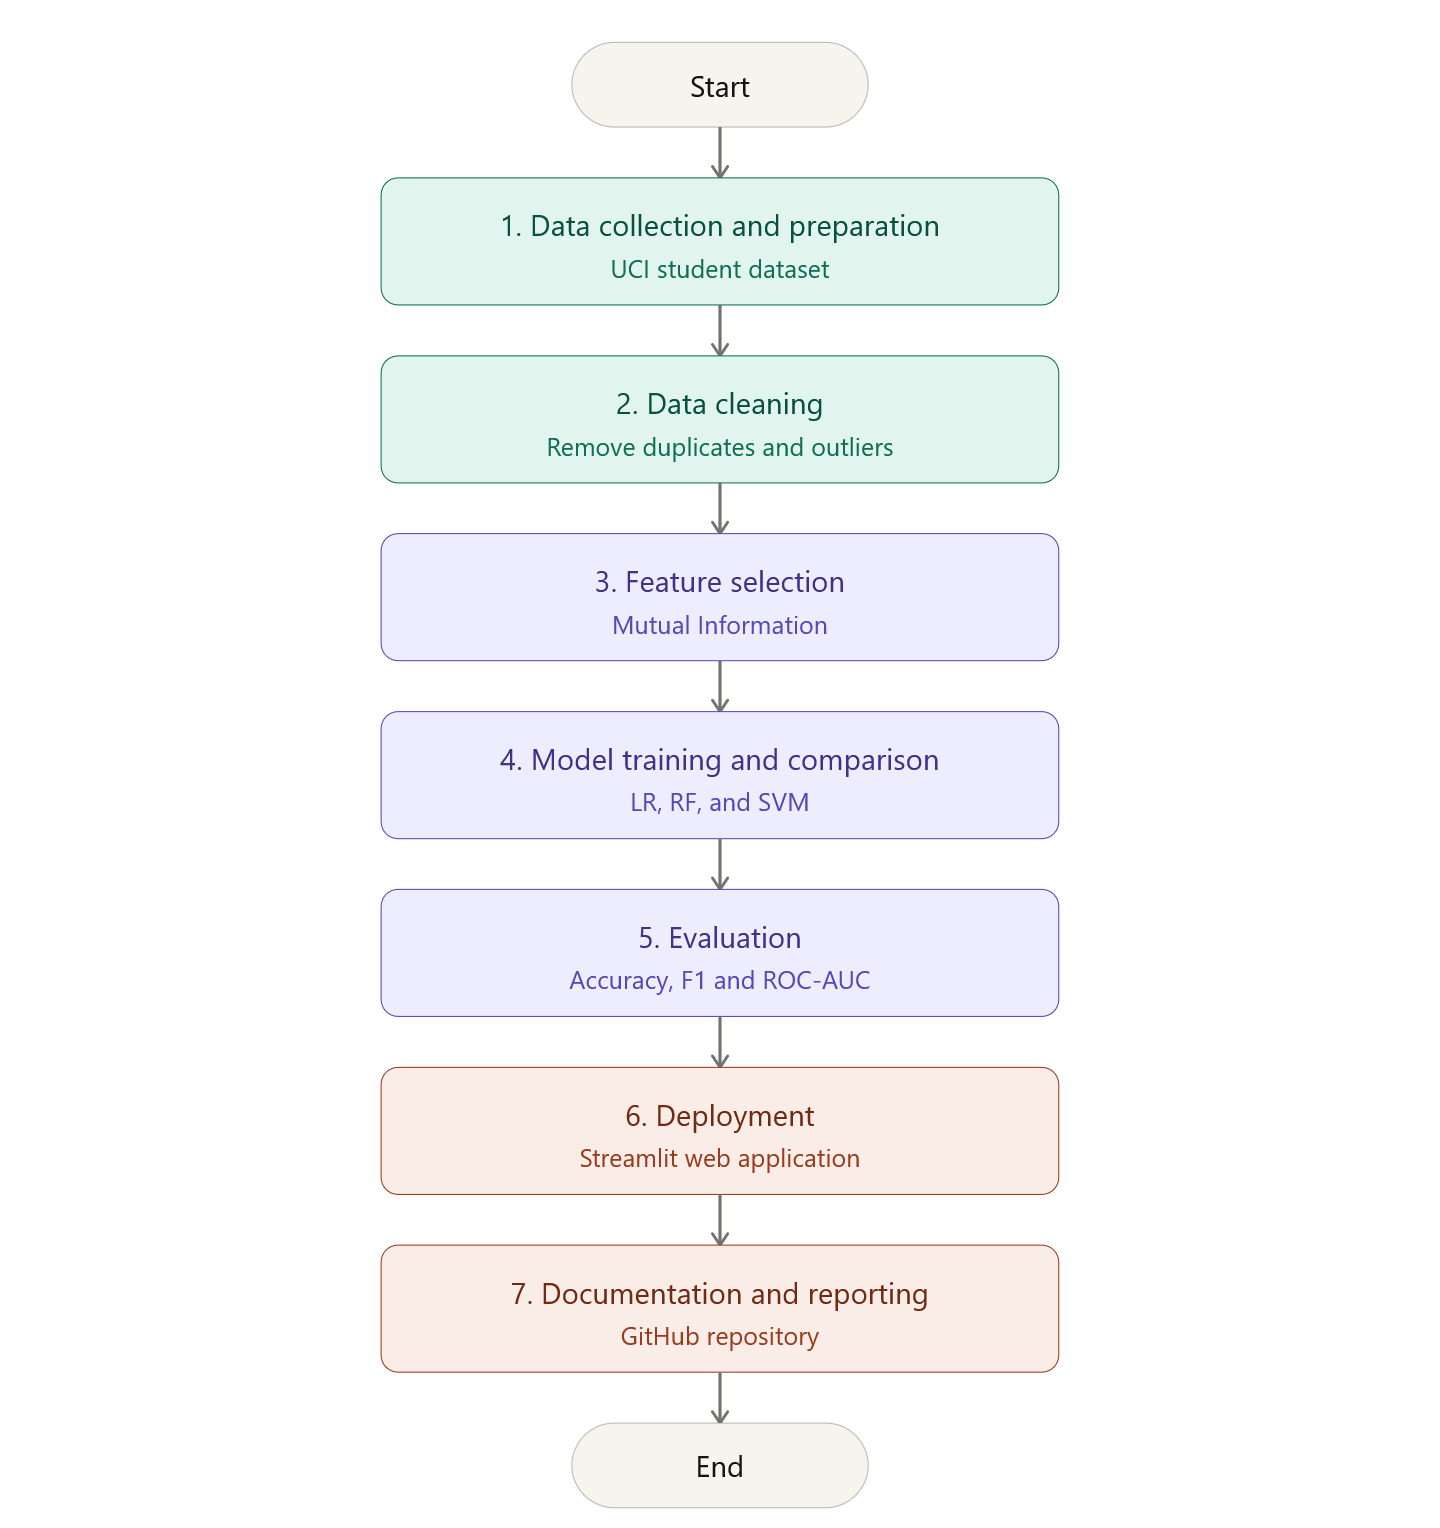 Start
1. Data collection and preparation
UCI student dataset
2. Data cleaning
Remove duplicates and outliers
3. Feature selection
Mutual Information
4. Model training and comparison
LR, RF, and SVM
5. Evaluation
Accuracy, F1 and ROC-AUC
6. Deployment
Streamlit web application
7. Documentation and reporting
GitHub repository
End